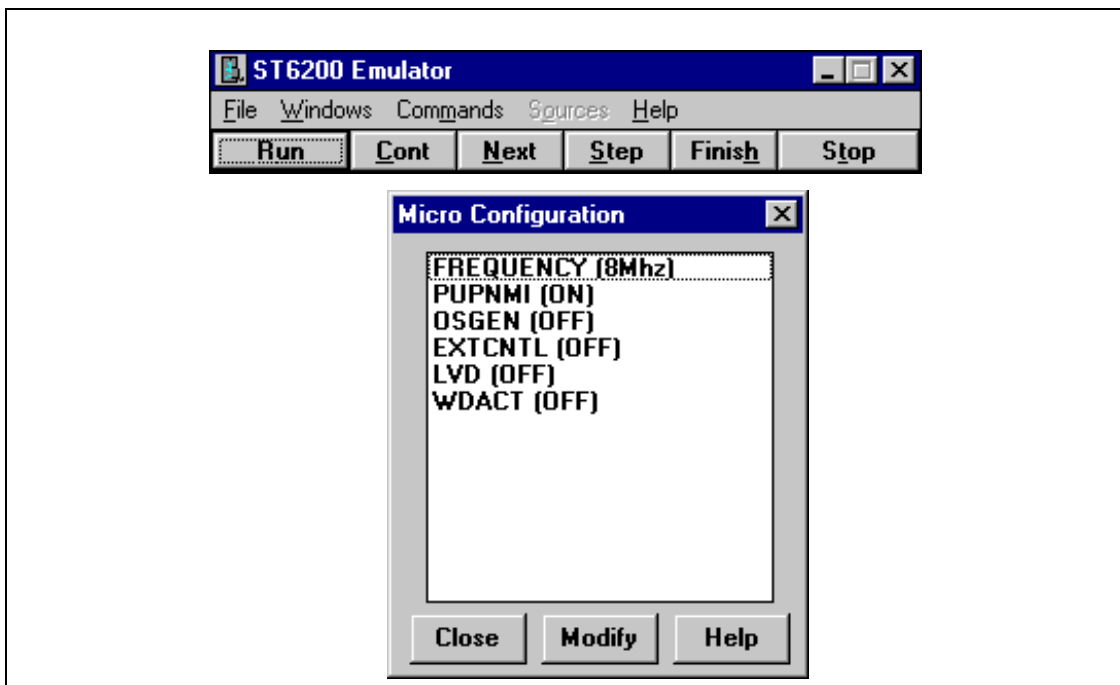 ST6200 Emulator
File Windows Commands Sources Help
Run Cont Next Step Finish Stop
Micro Configuration
FREQUENCY (8Mhz)
PUPNMI (ON)
OSGEN (OFF)
EXTCNTL (OFF)
LVD (OFF)
WDACT (OFF)
Close Modify Help